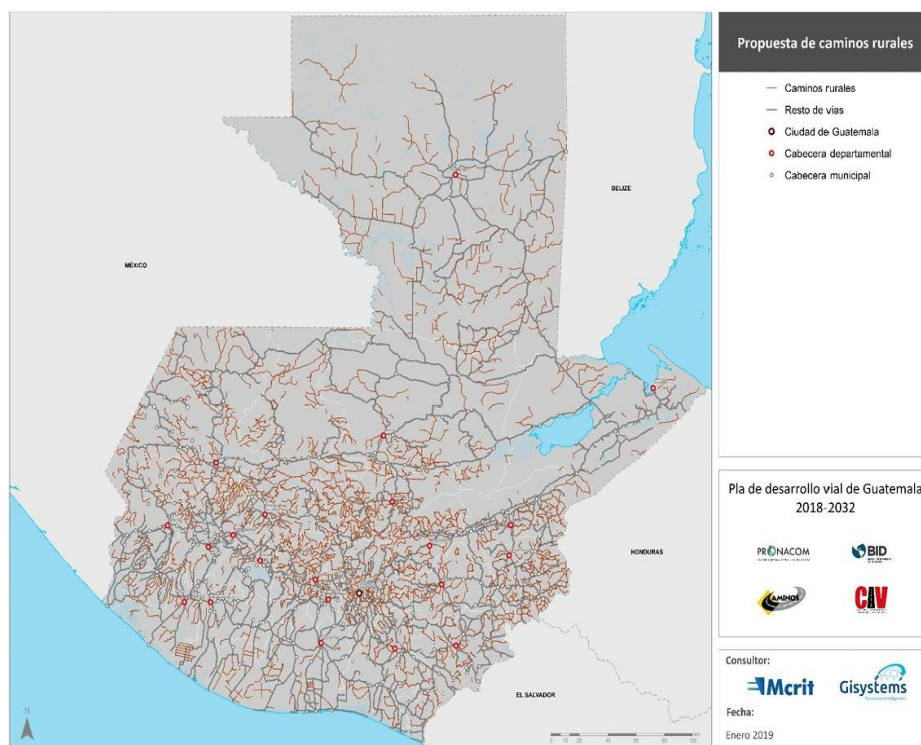 Propuesta de caminos rurales
Caminos rurales
Resto de vías
Ciudad de Guatemala
Cabecera departamental
Cabecera municipal
BELIZE
MÉXICO
HONDURAS
EL SALVADOR
N
Pla de desarrollo vial de Guatemala
2018-2032
PRONACOM
BID
CAMINOS
CIV
Consultor:
Mcrit
Gisystems
Fecha:
Enero 2019